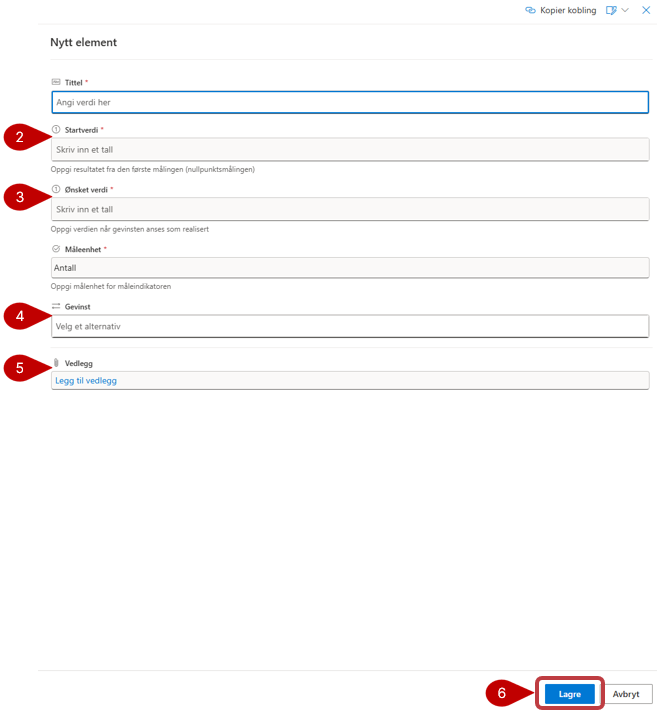 Kopier kobling
Nytt element
Tittel *
Angi verdi her
2
Startverdi *
Skriv inn et tall
Oppgi resultatet fra den første målingen (nullpunktsmålingen)
3
Ønsket verdi *
Skriv inn et tall
Oppgi verdien når gevinsten anses som realisert
Måleenhet *
Antall
Oppgi målenhet for måleindikatoren
4
Gevinst
Velg et alternativ
5
Vedlegg
Legg til vedlegg
6
Lagre
Avbryt